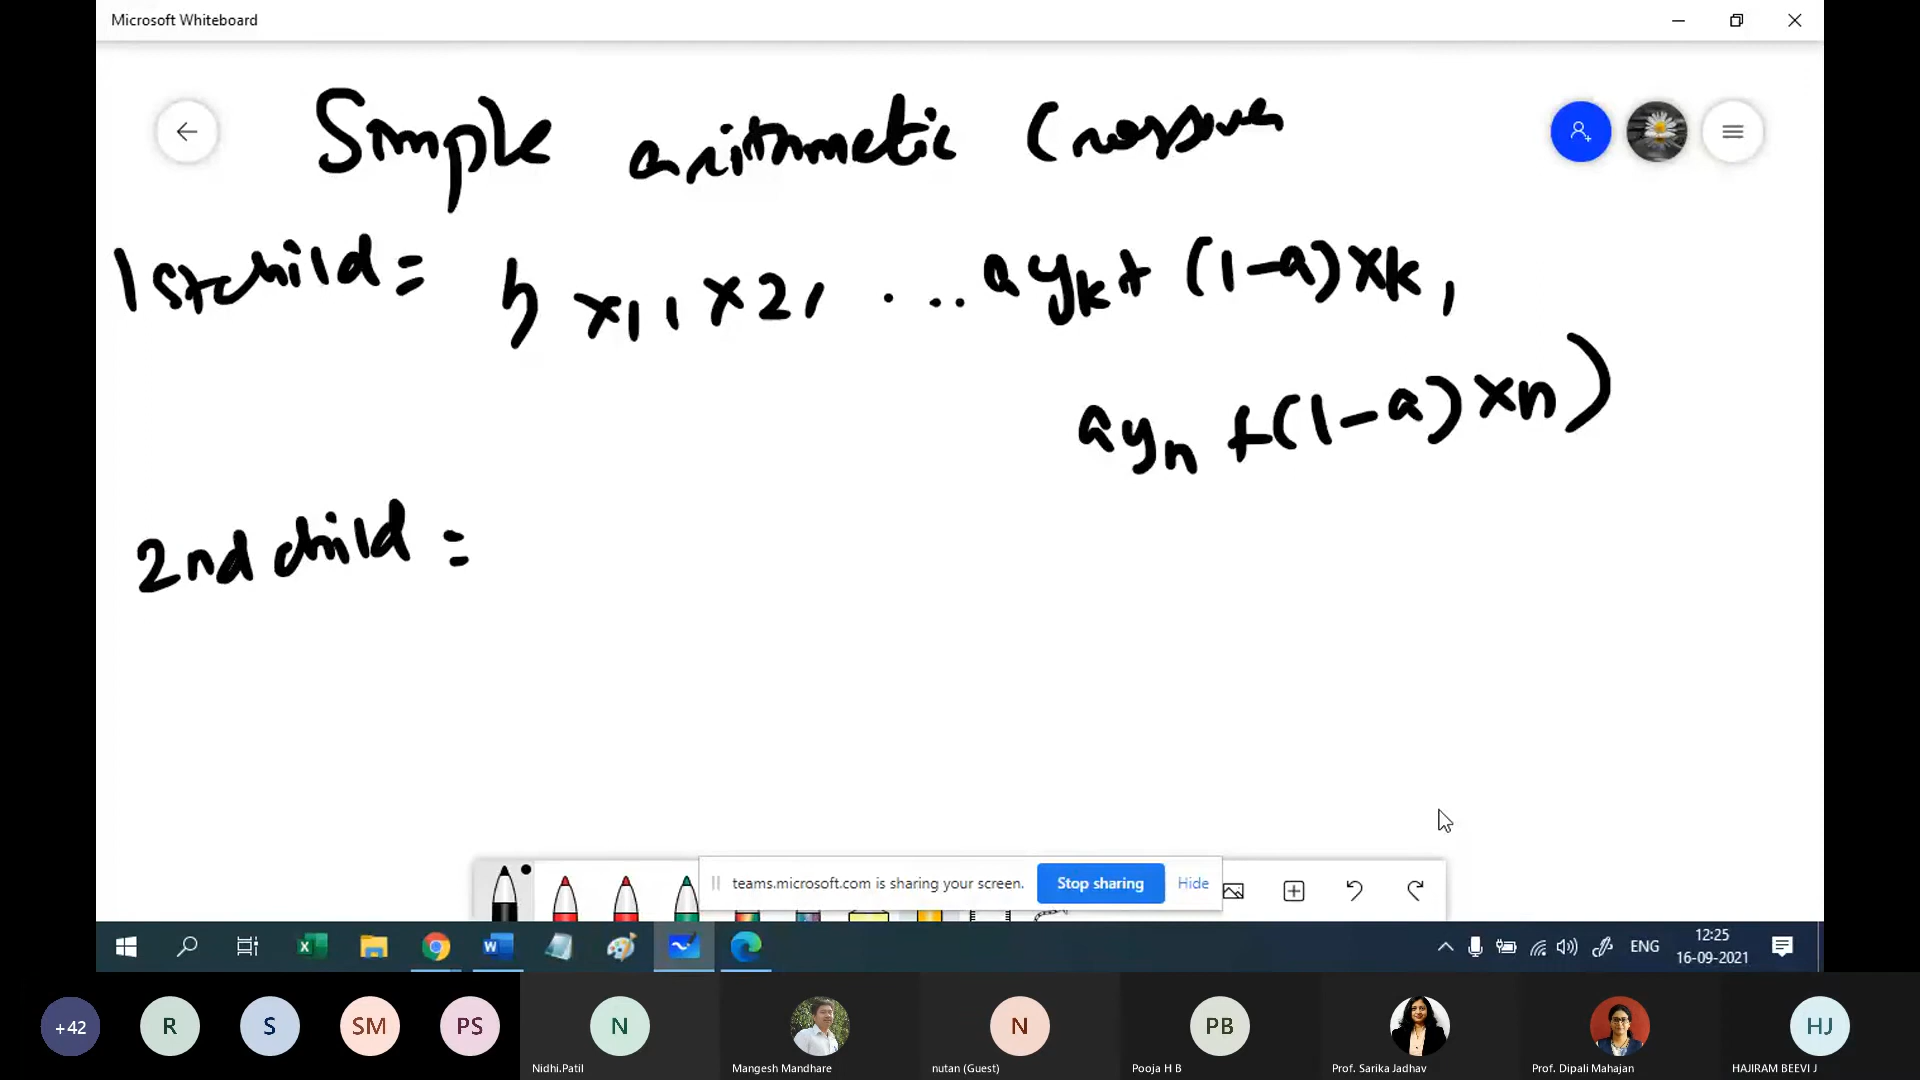 Microsoft Whiteboard
Simple arithmetic Crossover
1st child = x1, x2, ... ayk + (1-a)xk,
ayn + (1-a)xn)
2nd child =
teams.microsoft.com is sharing your screen.
Stop sharing
Hide
ENG
12:25
16-09-2021
+42
R
S
SM
PS
N
N
PB
HJ
Nidhi.Patil
Mangesh Mandhare
nutan (Guest)
Pooja H B
Prof. Sarika Jadhav
Prof. Dipali Mahajan
HAJIRAM BEEVI J